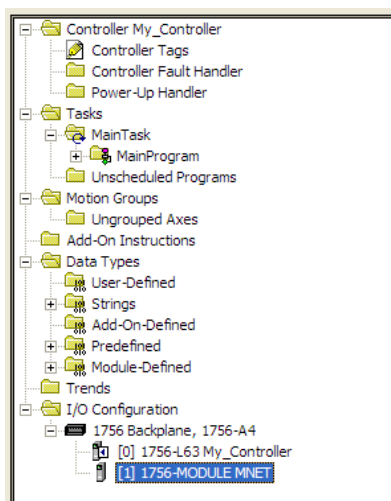 Controller My_Controller
Controller Tags
Controller Fault Handler
Power-Up Handler
Tasks
MainTask
MainProgram
Unscheduled Programs
Motion Groups
Ungrouped Axes
Add-On Instructions
Data Types
User-Defined
Strings
Add-On-Defined
Predefined
Module-Defined
Trends
I/O Configuration
1756 Backplane, 1756-A4
[0] 1756-L63 My_Controller
[1] 1756-MODULE MNET